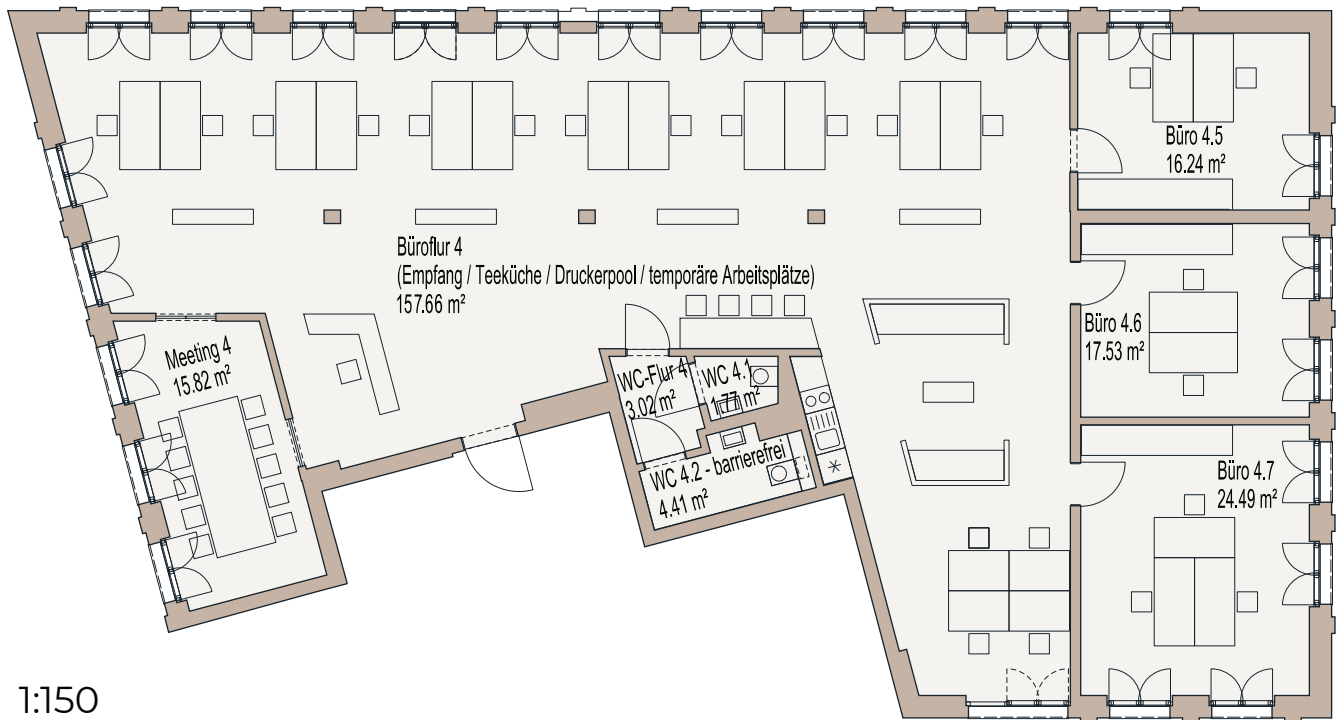 Büro 4.5
16.24 m²
Büroflur 4
(Empfang / Teeküche / Druckerpool / temporäre Arbeitsplätze)
157.66 m²
Büro 4.6
17.53 m²
Meeting 4
15.82 m²
WC-Flur 4
3.02 m²
WC 4.1
1.77 m²
WC 4.2 - barrierefrei
4.41 m²
Büro 4.7
24.49 m²
1:150